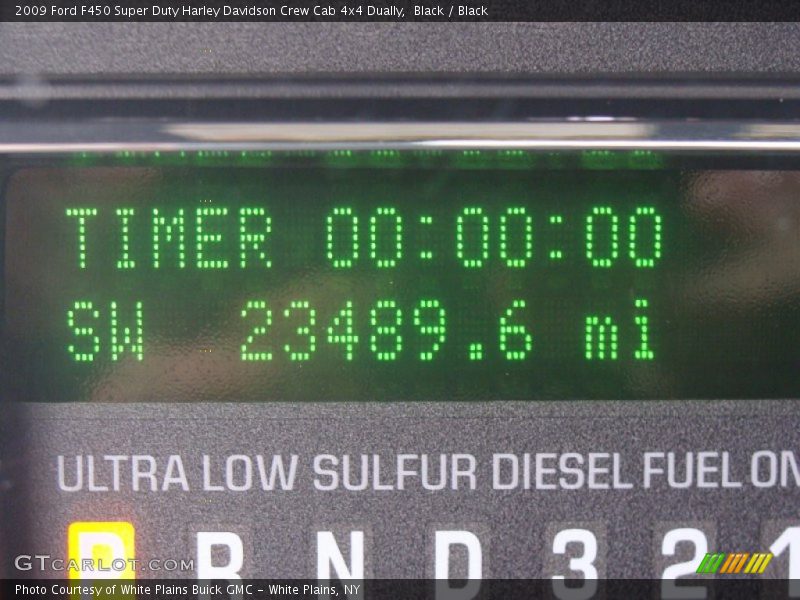 2009 Ford F450 Super Duty Harley Davidson Crew Cab 4x4 Dually,  Black / Black
TIMER 00:00:00
SW 23489.6 mi
ULTRA LOW SULFUR DIESEL FUEL ON
P R N D 3 2 1
GTcarlot.com
Photo Courtesy of White Plains Buick GMC - White Plains, NY